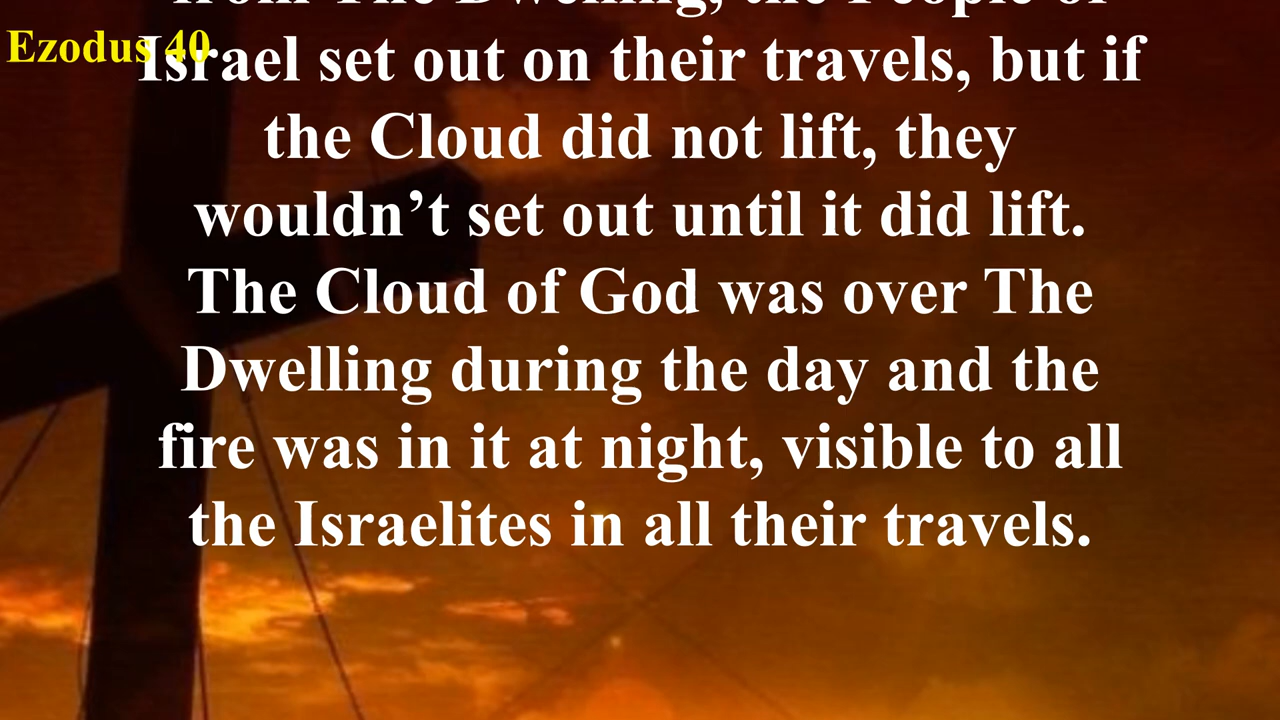 from The Dwelling, the People of
Ezodus 40
Israel set out on their travels, but if
the Cloud did not lift, they
wouldn’t set out until it did lift.
The Cloud of God was over The
Dwelling during the day and the
fire was in it at night, visible to all
the Israelites in all their travels.